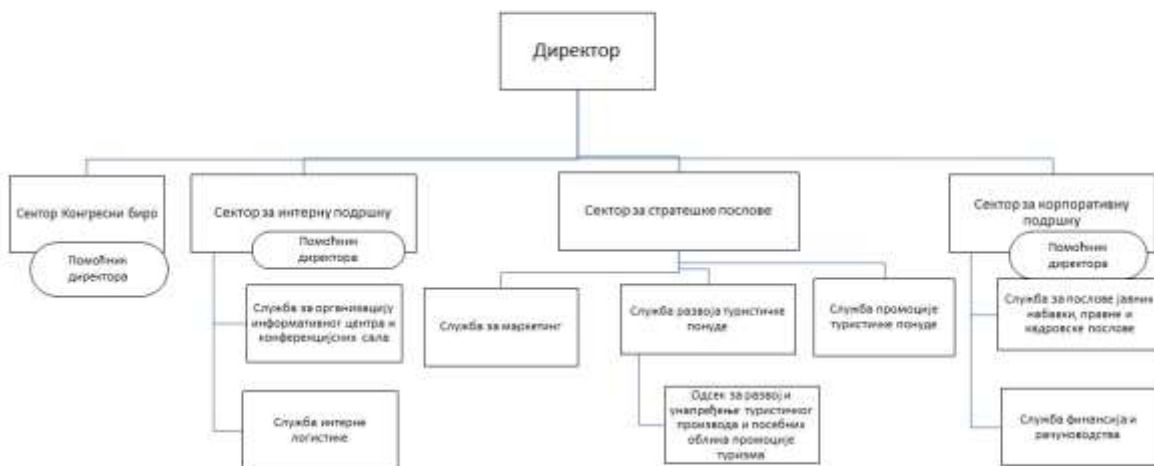 Директор
Сектор Конгресни биро
Помоћник
директора
Сектор за интерну подршку
Помоћник
директора
Служба за организацију
информативног центра и
конференцијских сала
Служба интерне
логистике
Сектор за стратешке послове
Служба за маркетинг
Служба развоја туристичке
понуде
Одсек за развој и
унапређење туристичког
производа и посебних
облика промоције
туризма
Служба промоције
туристичке понуде
Сектор за корпоративну
подршку
Помоћник
директора
Служба за послове јавних
набавки, правне и
кадровске послове
Служба финансија и
рачуноводства